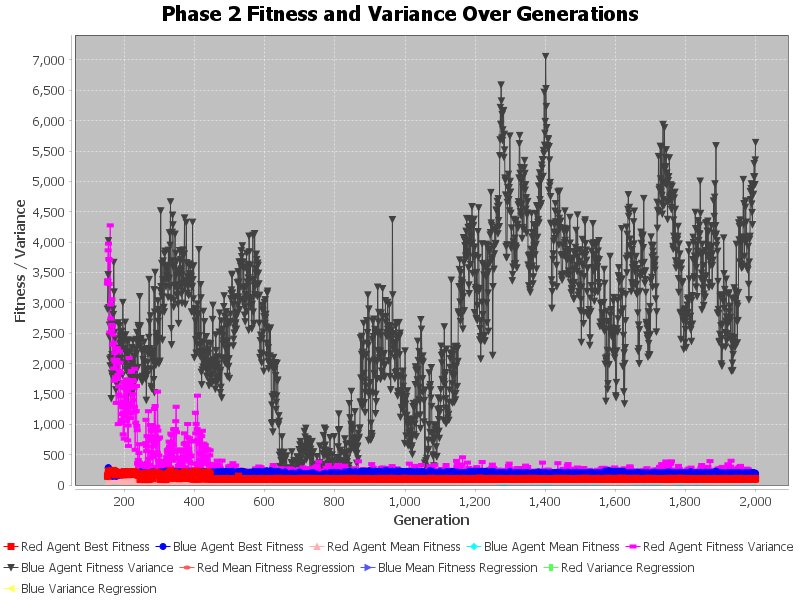 Phase 2 Fitness and Variance Over Generations
7,000
6,500
6,000
5,500
5,000
4,500
4,000
3,500
3,000
2,500
2,000
1,500
1,000
500
0
Fitness / Variance
200 400 600 800 1,000 1,200 1,400 1,600 1,800 2,000
Generation
Red Agent Best Fitness Blue Agent Best Fitness Red Agent Mean Fitness Blue Agent Mean Fitness Red Agent Fitness Variance
Blue Agent Fitness Variance Red Mean Fitness Regression Blue Mean Fitness Regression Red Variance Regression
Blue Variance Regression